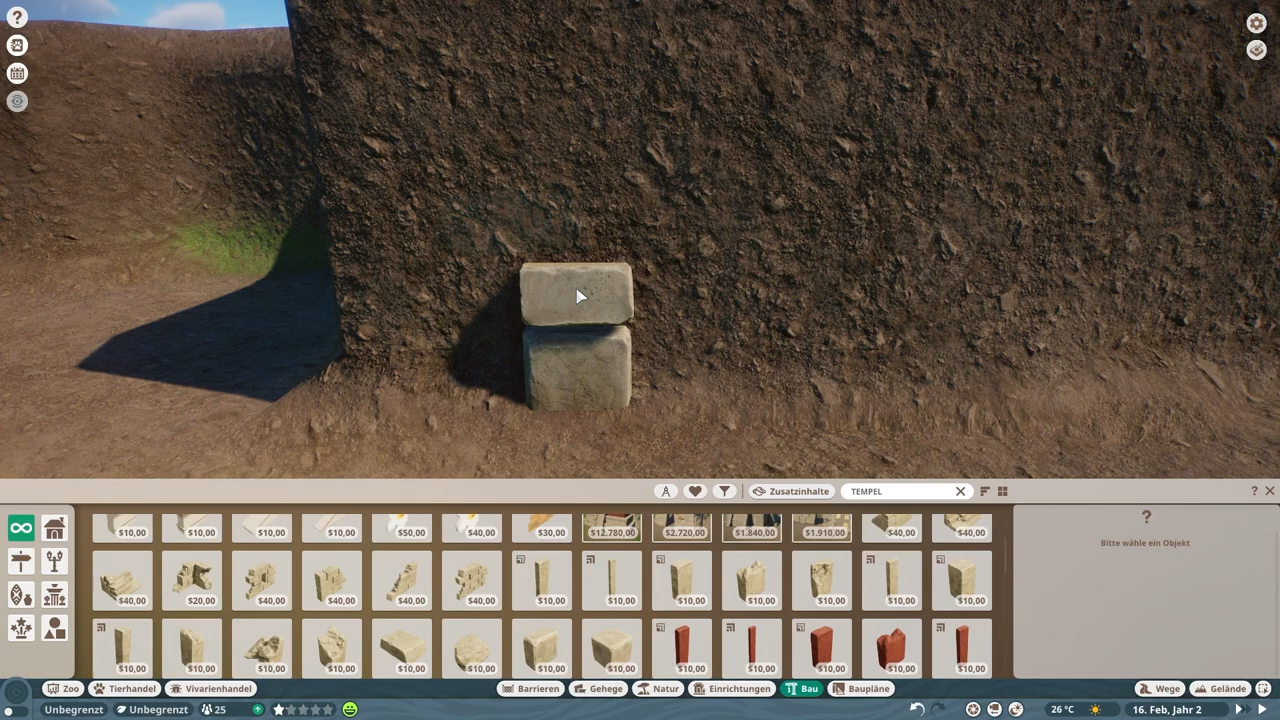 Zusatzinhalte
TEMPEL
$10,00 $10,00 $10,00 $10,00 $50,00 $40,00 $30,00 $12.780,00 $2.720,00 $1.840,00 $1.910,00 $40,00 $40,00
$40,00 $20,00 $40,00 $40,00 $40,00 $40,00 $10,00 $10,00 $10,00 $10,00 $10,00 $10,00 $10,00
$10,00 $10,00 $10,00 $10,00 $10,00 $10,00 $10,00 $10,00 $10,00 $10,00 $10,00 $10,00 $10,00
?
Bitte wähle ein Objekt
Zoo Tierhandel Vivarienhandel Barrieren Gehege Natur Einrichtungen Bau Baupläne Wege Gelände
Unbegrenzt Unbegrenzt 25 26 °C 16. Feb, Jahr 2